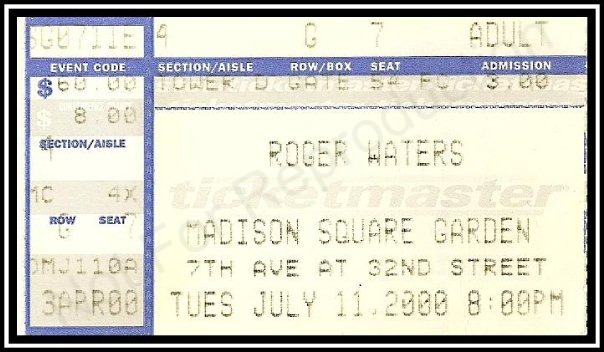 SG0711E 4 G 7 ADULT
EVENT CODE SECTION/AISLE ROW/BOX SEAT ADMISSION
$ 60.00 TOWER D GATE 54 FC 3.00
$ 8.00
SECTION/AISLE
ROGER WATERS
4X
ticketmaster
ROW SEAT
G 7 MADISON SQUARE GARDEN
7TH AVE AT 32ND STREET
3APR00 TUES JULY 11,2000 8:00PM